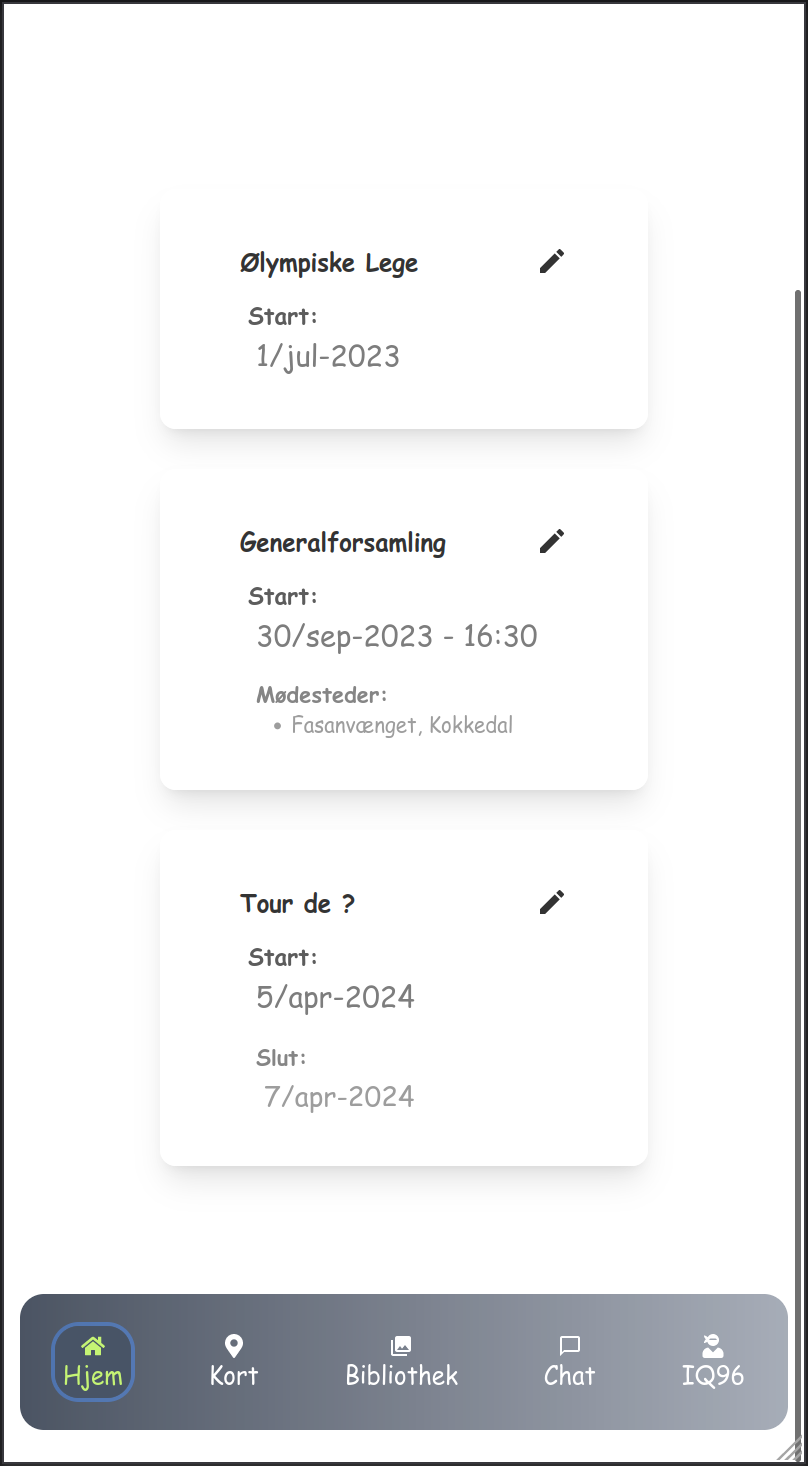 Ølympiske Lege
Start:
1/jul-2023
Generalforsamling
Start:
30/sep-2023 - 16:30
Mødesteder:
• Fasanvænget, Kokkedal
Tour de ?
Start:
5/apr-2024
Slut:
7/apr-2024
Hjem Kort Bibliothek Chat IQ96